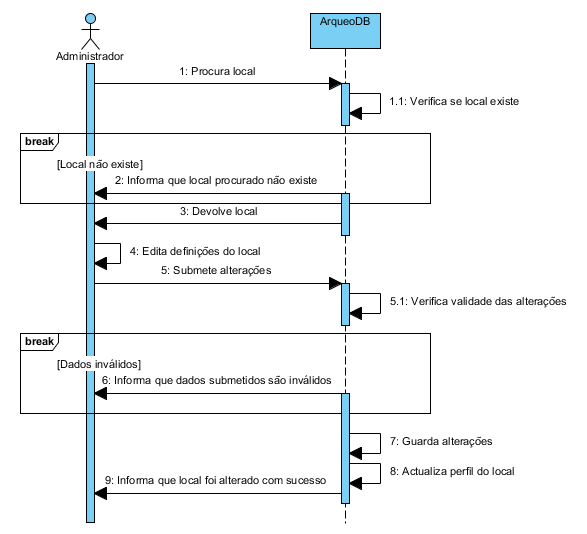 ArqueoDB
Administrador
1: Procura local
1.1: Verifica se local existe
break
[Local não existe]
2: Informa que local procurado não existe
3: Devolve local
4: Edita definições do local
5: Submete alterações
5.1: Verifica validade das alterações
break
[Dados inválidos]
6: Informa que dados submetidos são inválidos
7: Guarda alterações
8: Actualiza perfil do local
9: Informa que local foi alterado com sucesso